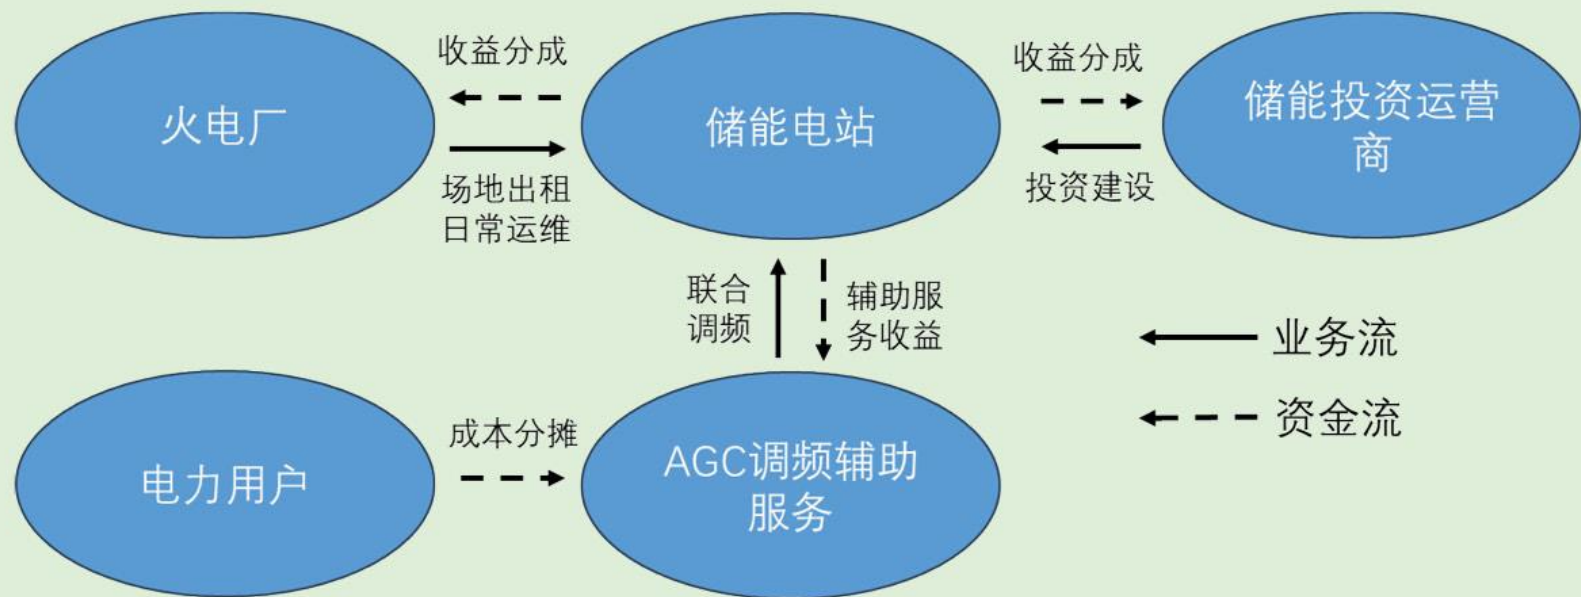 收益分成
收益分成
火电厂
储能电站
储能投资运营
商
场地出租
日常运维
投资建设
联合
调频
辅助服
务收益
业务流
资金流
成本分摊
电力用户
AGC调频辅助
服务